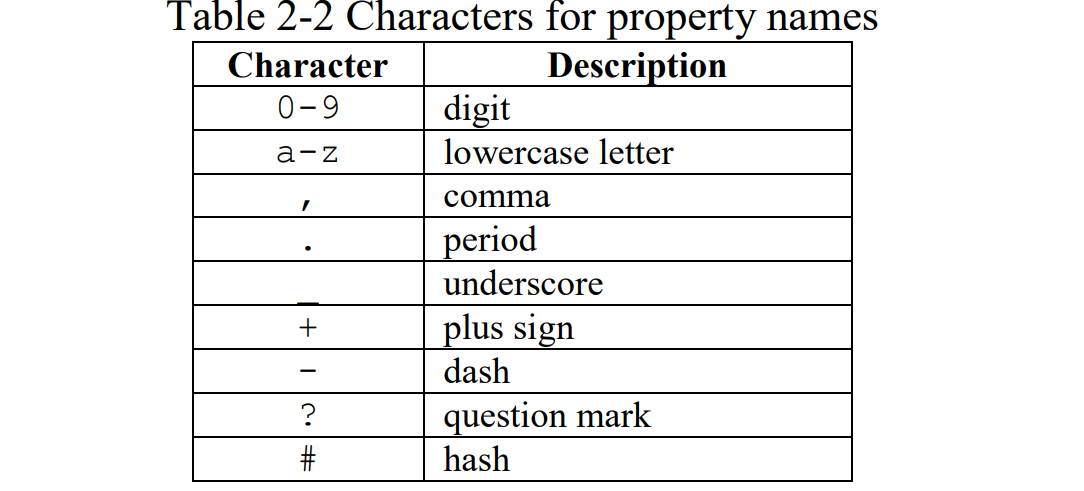 Table 2-2 Characters for property names
Character Description
0-9 digit
a-z lowercase letter
, comma
. period
_ underscore
+ plus sign
- dash
? question mark
# hash